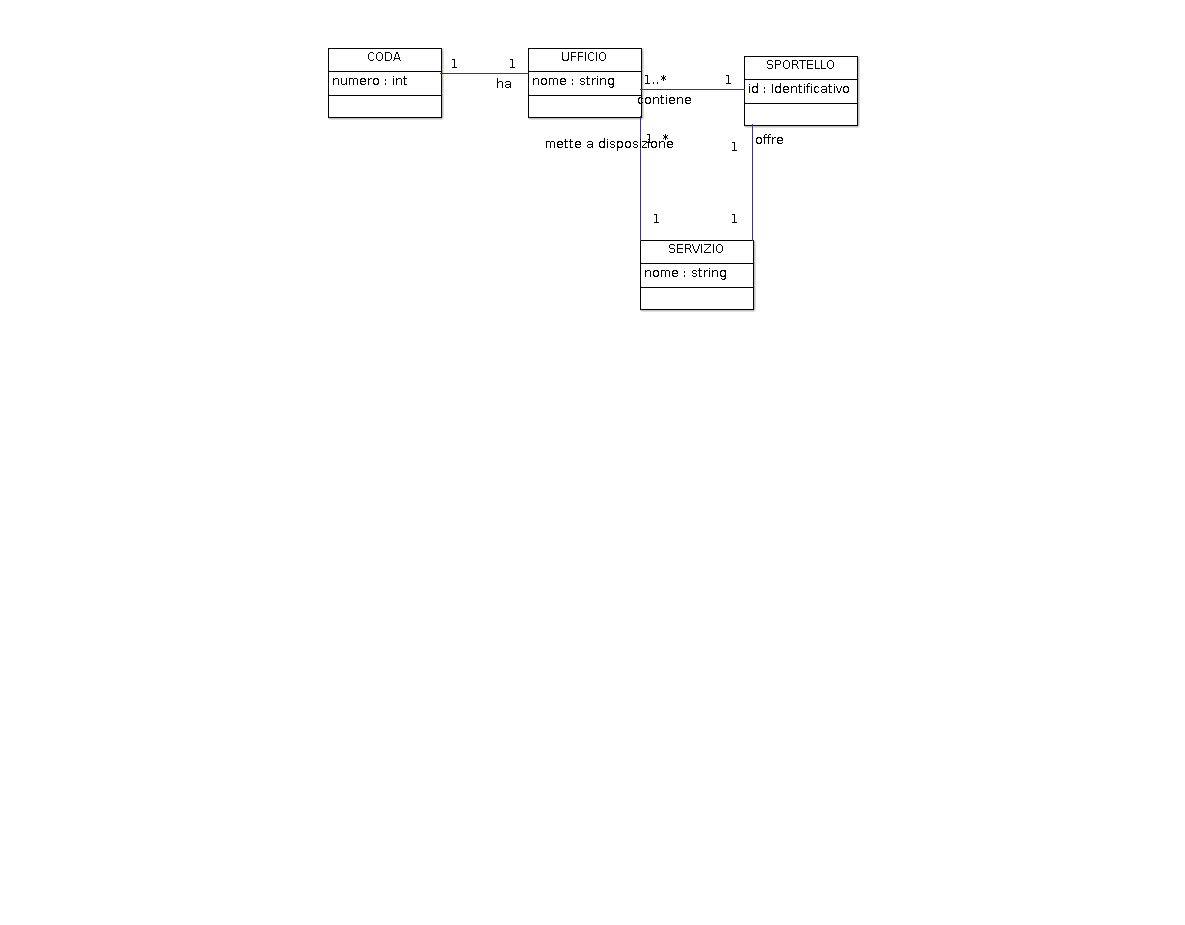 CODA
numero : int
1
1
ha
UFFICIO
nome : string
1..*
1
contiene
SPORTELLO
id : Identificativo
mette a disposizione
1..*
1
offre
1
1
SERVIZIO
nome : string